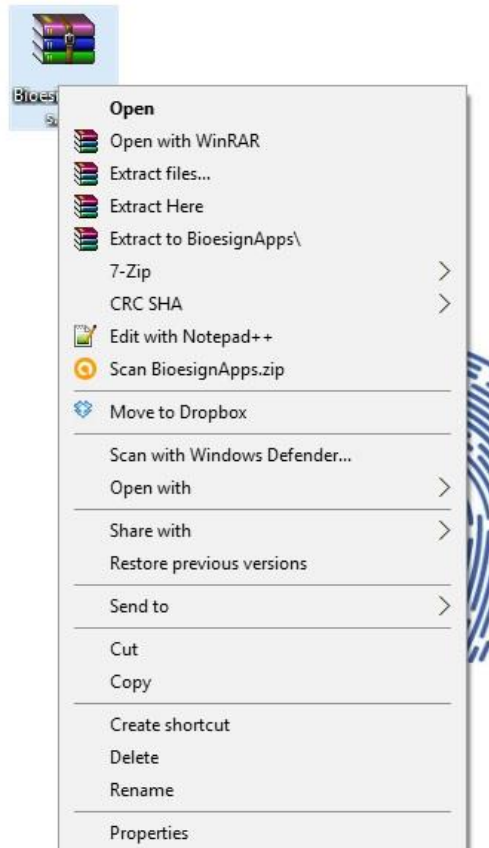 Open
Open with WinRAR
Extract files...
Extract Here
Extract to BioesignApps\
7-Zip
CRC SHA
Edit with Notepad++
Scan BioesignApps.zip
Move to Dropbox
Scan with Windows Defender...
Open with
Share with
Restore previous versions
Send to
Cut
Copy
Create shortcut
Delete
Rename
Properties